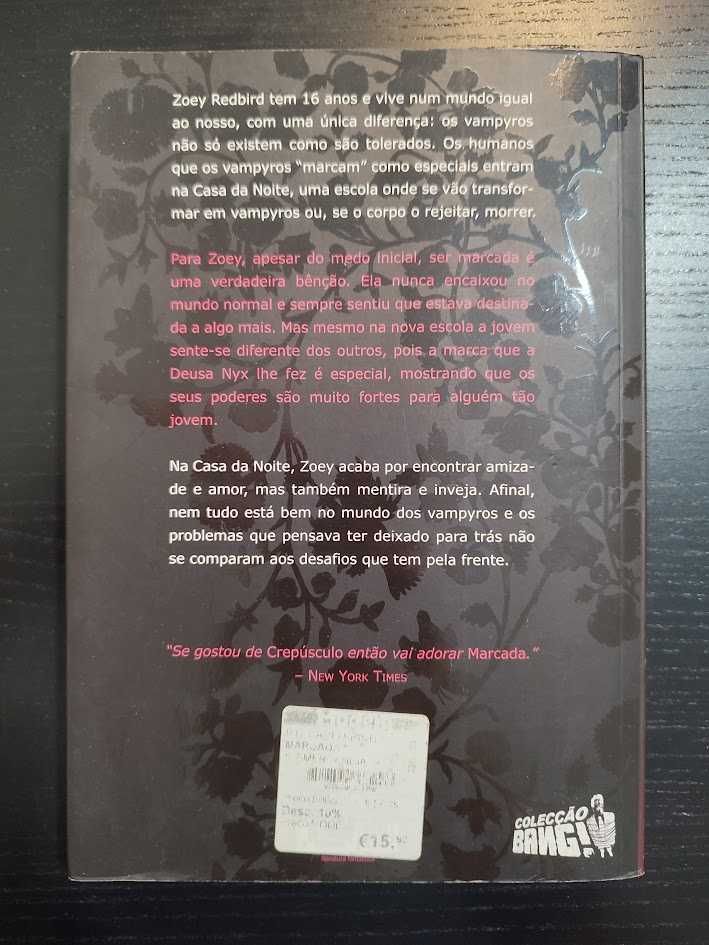 Zoey Redbird tem 16 anos e vive num mundo igual
ao nosso, com uma única diferença: os vampyros
não só existem como são tolerados. Os humanos
que os vampyros “marcam” como especiais entram
na Casa da Noite, uma escola onde se vão transfor-
mar em vampyros ou, se o corpo o rejeitar, morrer.
Para Zoey, apesar do medo inicial, ser marcada é
uma verdadeira bênção. Ela nunca encaixou no
mundo normal e sempre sentiu que estava destina-
da a algo mais. Mas mesmo na nova escola a jovem
sente-se diferente dos outros, pois a marca que a
Deusa Nyx lhe fez é especial, mostrando que os
seus poderes são muito fortes para alguém tão
jovem.
Na Casa da Noite, Zoey acaba por encontrar amiza-
de e amor, mas também mentira e inveja. Afinal,
nem tudo está bem no mundo dos vampyros e os
problemas que pensava ter deixado para trás não
se comparam aos desafios que tem pela frente.
“Se gostou de Crepúsculo então vai adorar Marcada.”
– New York Times
MARCADA
Desc. 10%
€15,
COLECÇÃO
BANG!
literatura fantástica